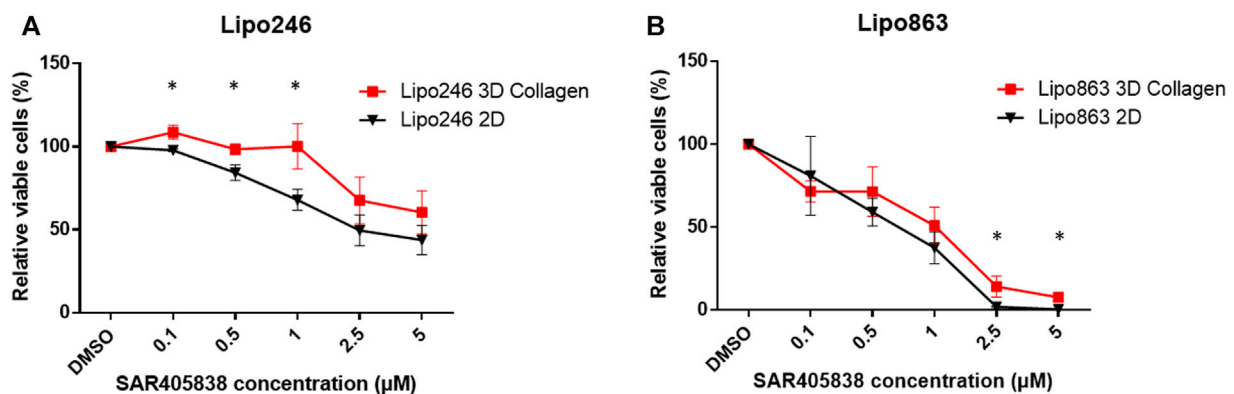 A
Lipo246
150
100
50
0
Relative viable cells (%)
* * *
Lipo246 3D Collagen
Lipo246 2D
DMSO 0.1 0.5 1 2.5 5
SAR405838 concentration (μM)
B
Lipo863
150
100
50
0
Relative viable cells (%)
Lipo863 3D Collagen
Lipo863 2D
* *
DMSO 0.1 0.5 1 2.5 5
SAR405838 concentration (μM)